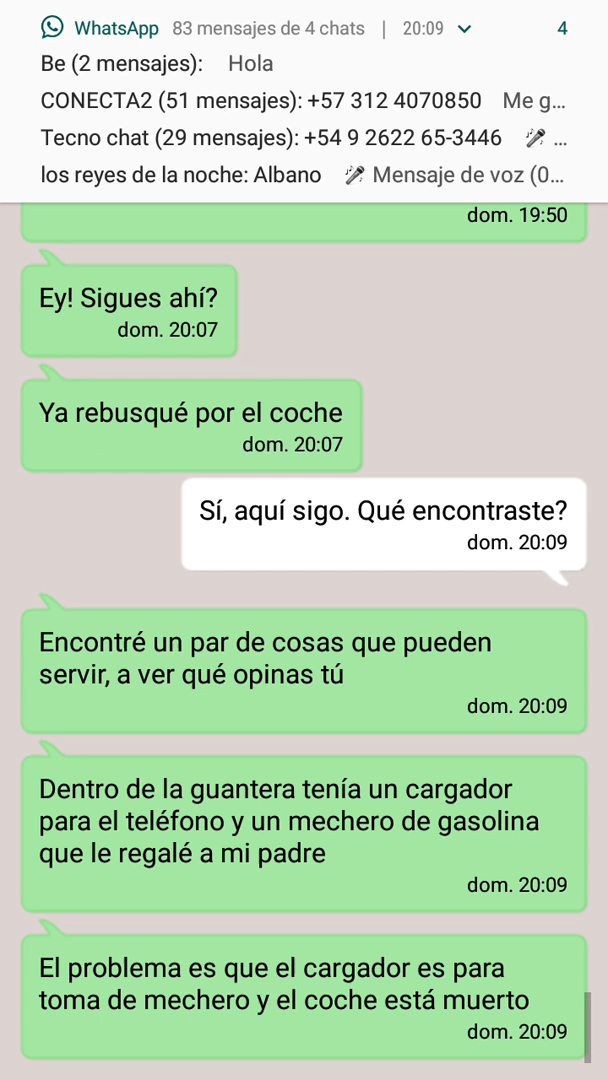 WhatsApp 83 mensajes de 4 chats | 20:09 4
Be (2 mensajes): Hola
CONECTA2 (51 mensajes): +57 312 4070850 Me g...
Tecno chat (29 mensajes): +54 9 2622 65-3446 🎤 ...
los reyes de la noche: Albano 🎤 Mensaje de voz (0...
dom. 19:50
Ey! Sigues ahí?
dom. 20:07
Ya rebusqué por el coche
dom. 20:07
Sí, aquí sigo. Qué encontraste?
dom. 20:09
Encontré un par de cosas que pueden
servir, a ver qué opinas tú
dom. 20:09
Dentro de la guantera tenía un cargador
para el teléfono y un mechero de gasolina
que le regalé a mi padre
dom. 20:09
El problema es que el cargador es para
toma de mechero y el coche está muerto
dom. 20:09